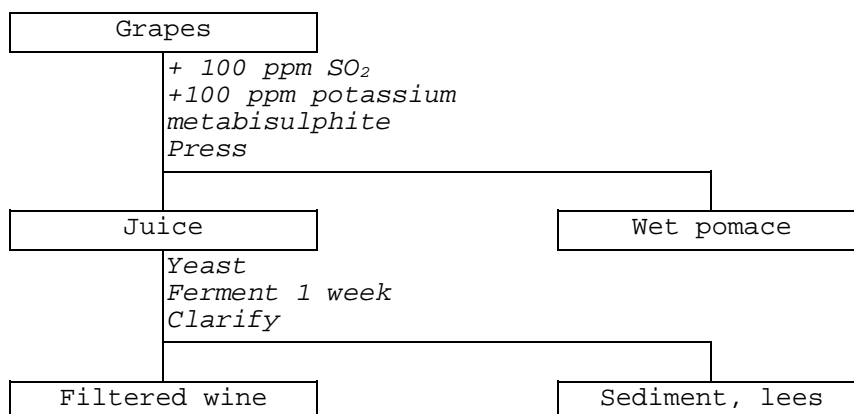 Grapes
+ 100 ppm SO₂
+100 ppm potassium
metabisulphite
Press
Juice
Wet pomace
Yeast
Ferment 1 week
Clarify
Filtered wine
Sediment, lees